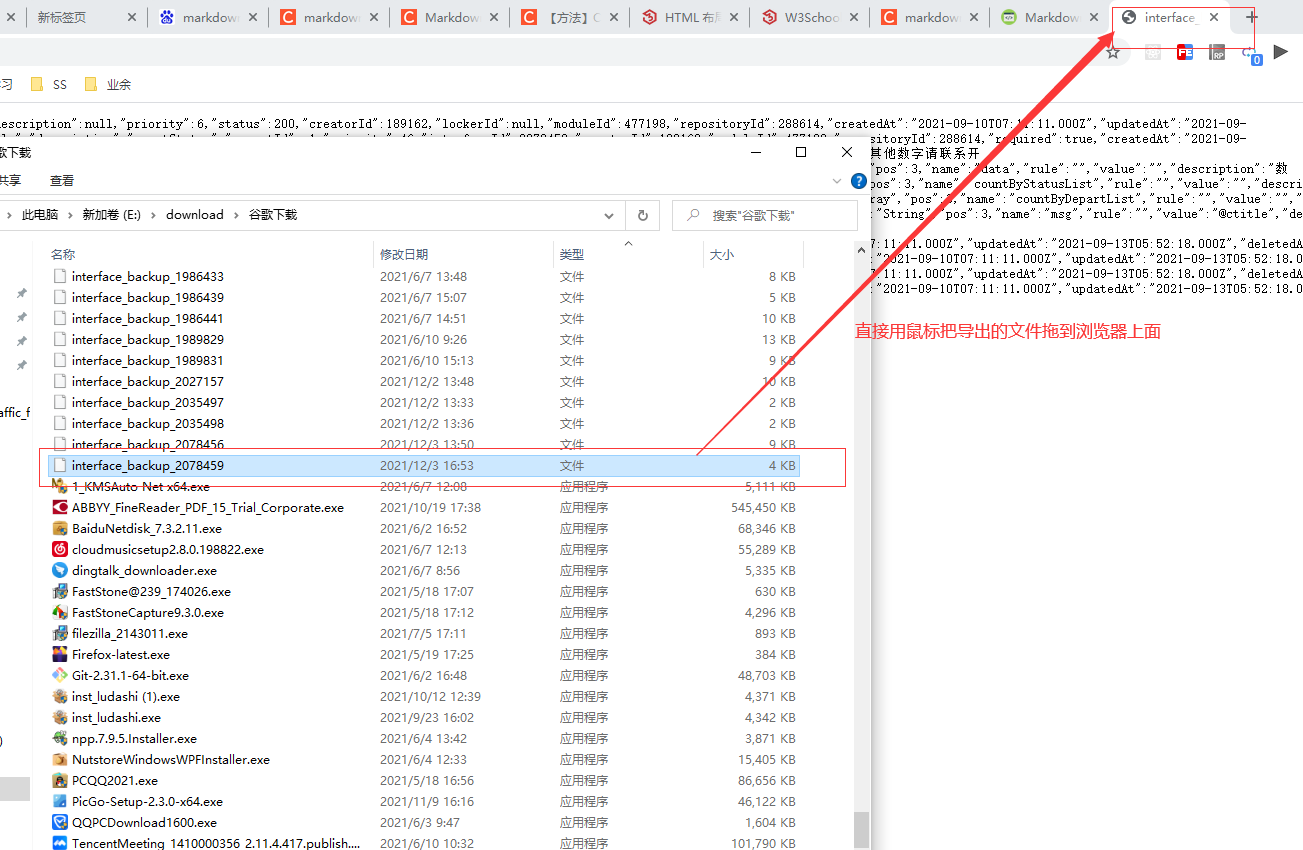 新标签页
markdow
markdow
Markdow
【方法】C
HTML 布局
W3Schoo
markdow
Markdow
interface_
SS
业余
0
escription":null,"priority":6,"status":200,"creatorId":189162,"lockerId":null,"moduleId":477198,"repositoryId":288614,"createdAt":"2021-09-10T07:11:11.000Z","updatedAt":"2021-09-
sitoryId":288614,"required":true,"createdAt":"2021-09-
其他数字请联系开
"pos":3,"name":"data","rule":"","value":"","description":"数
"pos":3,"name":"countByStatusList","rule":"","value":"","descri
ray","pos":3,"name":"countByDepartList","rule":"","value":"","
:"String","pos":3,"name":"msg","rule":"","value":"@ctitle","de
7:11:11.000Z","updatedAt":"2021-09-13T05:52:18.000Z","deletedA
:"2021-09-10T07:11:11.000Z","updatedAt":"2021-09-13T05:52:18.0
7:11:11.000Z","updatedAt":"2021-09-13T05:52:18.000Z","deletedA
:"2021-09-10T07:11:11.000Z","updatedAt":"2021-09-13T05:52:18.0
直接用鼠标把导出的文件拖到浏览器上面
歌下载
共享 查看
此电脑 > 新加卷 (E:) > download > 谷歌下载
搜索"谷歌下载"
名称 修改日期 类型 大小
interface_backup_1986433 2021/6/7 13:48 文件 8 KB
interface_backup_1986439 2021/6/7 15:07 文件 5 KB
interface_backup_1986441 2021/6/7 14:51 文件 10 KB
interface_backup_1989829 2021/6/10 9:26 文件 13 KB
interface_backup_1989831 2021/6/10 15:13 文件 9 KB
interface_backup_2027157 2021/12/2 13:48 文件 10 KB
interface_backup_2035497 2021/12/2 13:33 文件 2 KB
interface_backup_2035498 2021/12/2 13:36 文件 2 KB
interface_backup_2078456 2021/12/3 13:50 文件 9 KB
interface_backup_2078459 2021/12/3 16:53 文件 4 KB
1_KMSAuto Net x64.exe 2021/6/7 12:08 应用程序 5,111 KB
ABBYY_FineReader_PDF_15_Trial_Corporate.exe 2021/10/19 17:38 应用程序 545,450 KB
BaiduNetdisk_7.3.2.11.exe 2021/6/2 16:52 应用程序 68,346 KB
cloudmusicsetup2.8.0.198822.exe 2021/6/7 12:13 应用程序 55,289 KB
dingtalk_downloader.exe 2021/6/7 8:56 应用程序 5,335 KB
FastStone@239_174026.exe 2021/5/18 17:07 应用程序 630 KB
FastStoneCapture9.3.0.exe 2021/5/18 17:12 应用程序 4,296 KB
filezilla_2143011.exe 2021/7/5 17:11 应用程序 893 KB
Firefox-latest.exe 2021/5/19 17:25 应用程序 384 KB
Git-2.31.1-64-bit.exe 2021/6/2 16:48 应用程序 48,703 KB
inst_ludashi (1).exe 2021/10/12 12:39 应用程序 4,371 KB
inst_ludashi.exe 2021/9/23 16:02 应用程序 4,342 KB
npp.7.9.5.Installer.exe 2021/6/4 13:42 应用程序 3,871 KB
NutstoreWindowsWPFInstaller.exe 2021/6/4 12:33 应用程序 15,405 KB
PCQQ2021.exe 2021/5/18 16:56 应用程序 86,656 KB
PicGo-Setup-2.3.0-x64.exe 2021/11/9 16:16 应用程序 46,122 KB
QQPCDownload1600.exe 2021/6/3 9:47 应用程序 1,604 KB
TencentMeeting_1410000356_2.11.4.417.publish.... 2021/6/10 10:32 应用程序 101,790 KB
affic_f